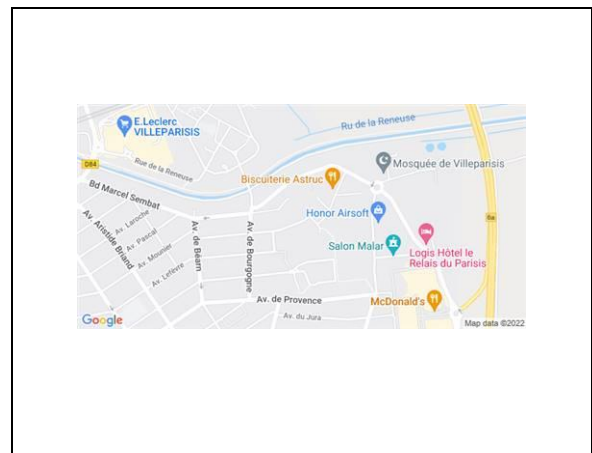 E.Leclerc
VILLEPARISIS
Ru de la Reneuse
D84
Rue de la Reneuse
Mosquée de Villeparisis
Biscuiterie Astruc
Bd Marcel Sembat
Honor Airsoft
Av. Laroche
Av. Pascal
Av. Mounier
Av. Lefèvre
Av. Aristide Briand
Av. de Béarn
Av. de Bourgogne
6a
Salon Malar
Logis Hôtel le
Relais du Parisis
Av. de Provence
McDonald's
Av. du Jura
Google
Map data ©2022